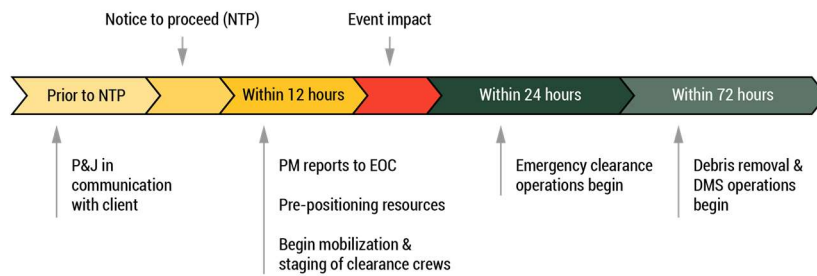 Notice to proceed (NTP)
Event impact
Prior to NTP
Within 12 hours
Within 24 hours
Within 72 hours
P&J in
communication
with client
PM reports to EOC
Pre-positioning resources
Begin mobilization &
staging of clearance crews
Emergency clearance
operations begin
Debris removal &
DMS operations
begin